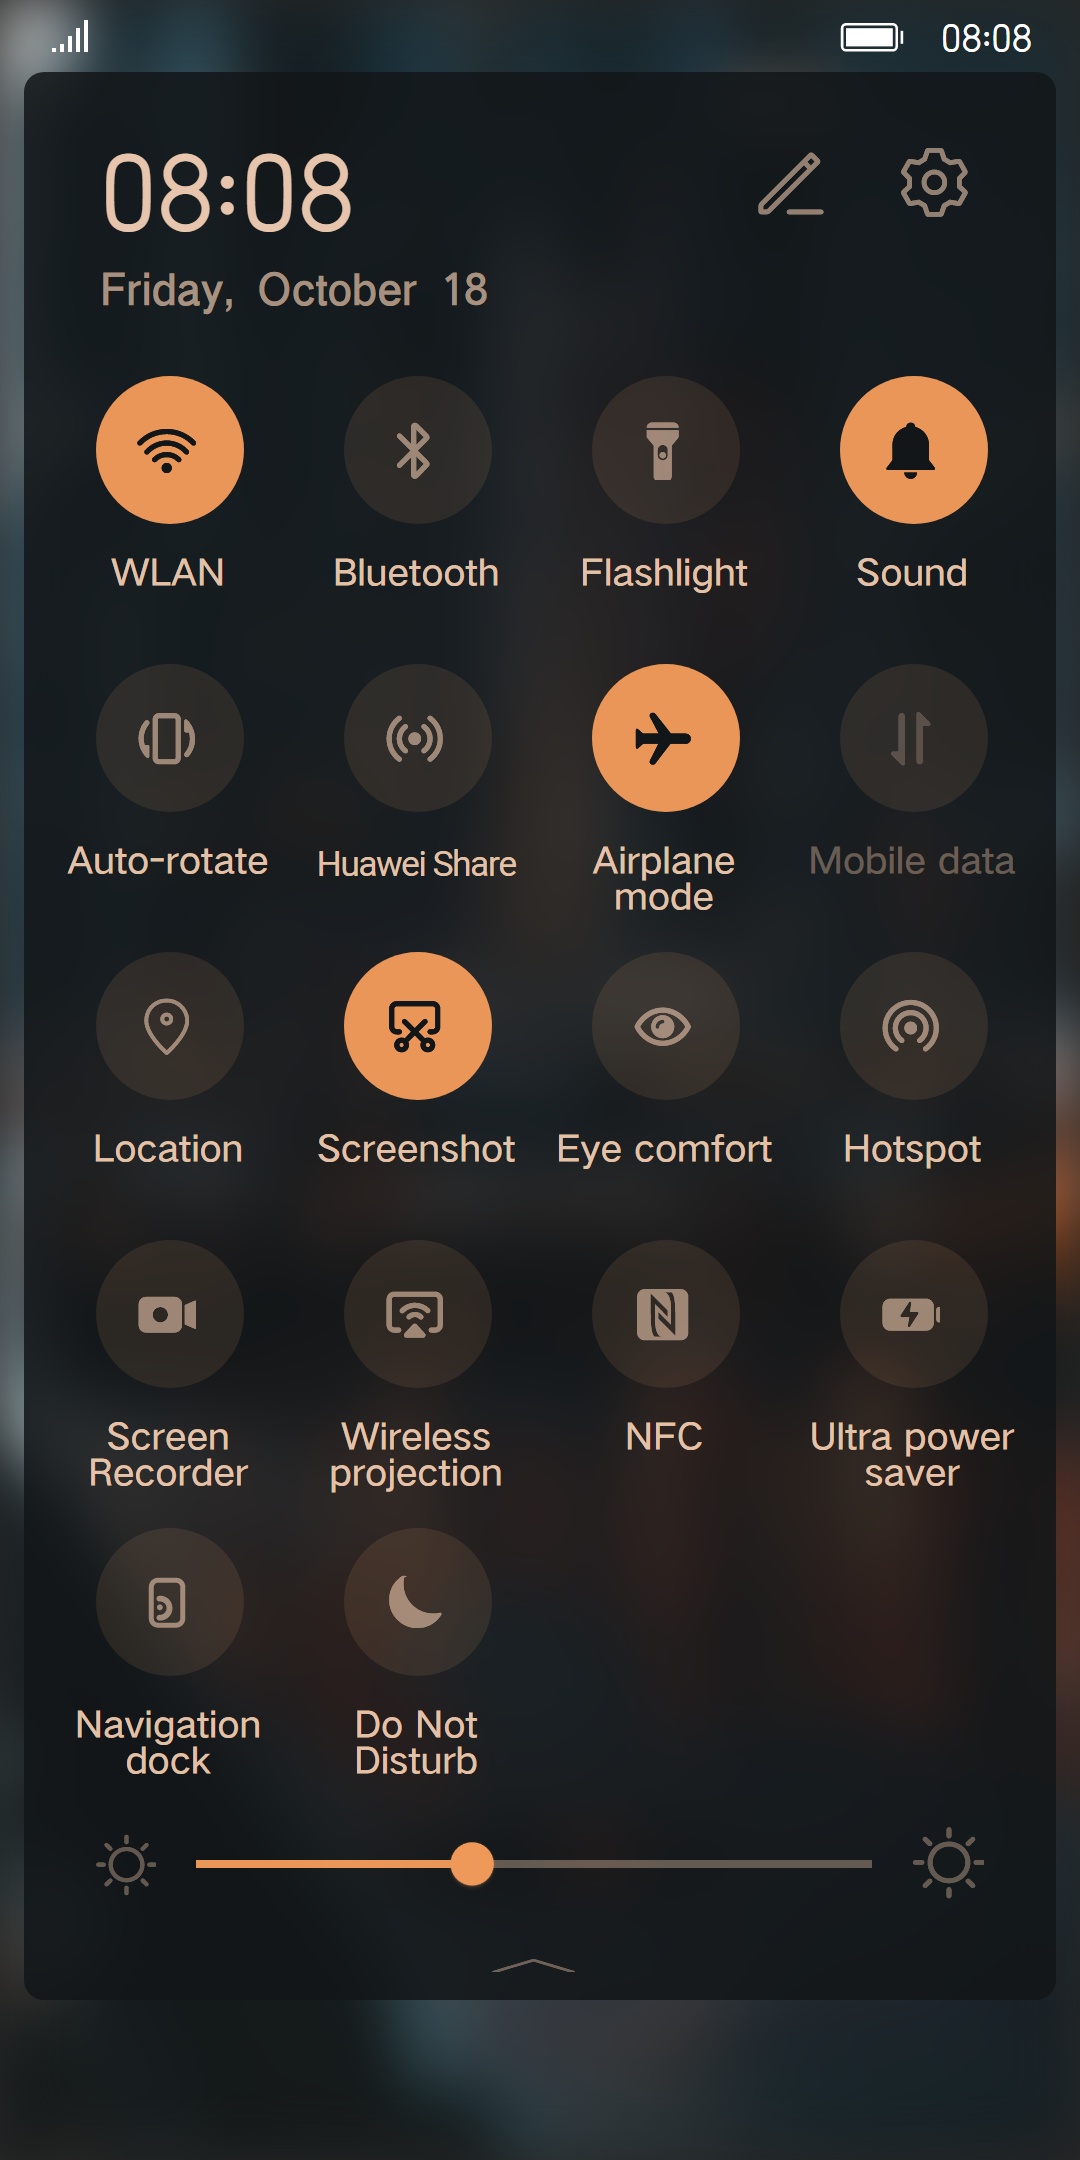 08:08
08:08
Friday, October 18
WLAN
Bluetooth
Flashlight
Sound
Auto-rotate
Huawei Share
Airplane
mode
Mobile data
Location
Screenshot
Eye comfort
Hotspot
Screen
Recorder
Wireless
projection
NFC
Ultra power
saver
Navigation
dock
Do Not
Disturb